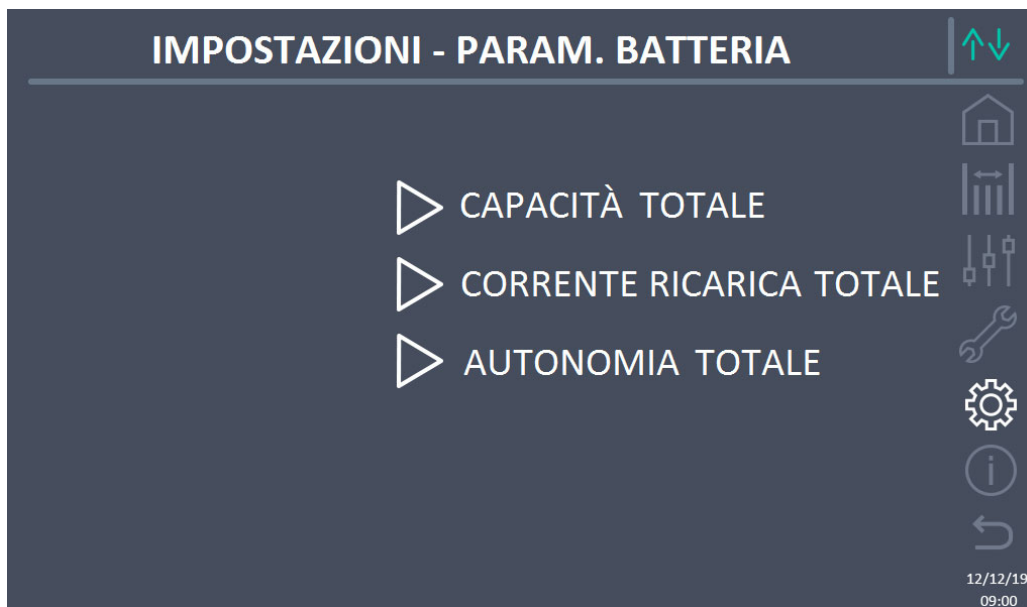 IMPOSTAZIONI - PARAM. BATTERIA
CAPACITÀ TOTALE
CORRENTE RICARICA TOTALE
AUTONOMIA TOTALE
12/12/19
09:00